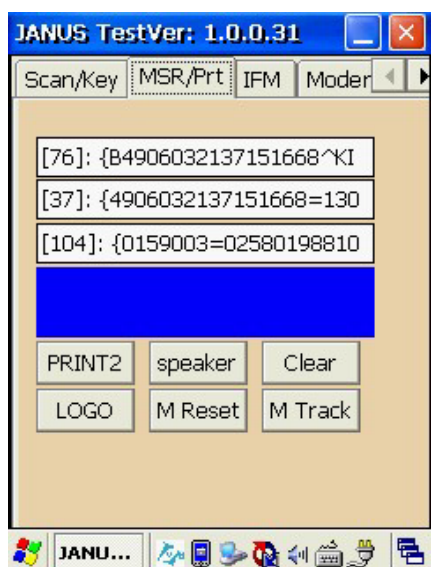 JANUS TestVer: 1.0.0.31
Scan/Key MSR/Prt IFM Moder
[76]: {B4906032137151668^KI
[37]: {4906032137151668=130
[104]: {0159003=02580198810
PRINT2 speaker Clear
LOGO M Reset M Track
JANU...